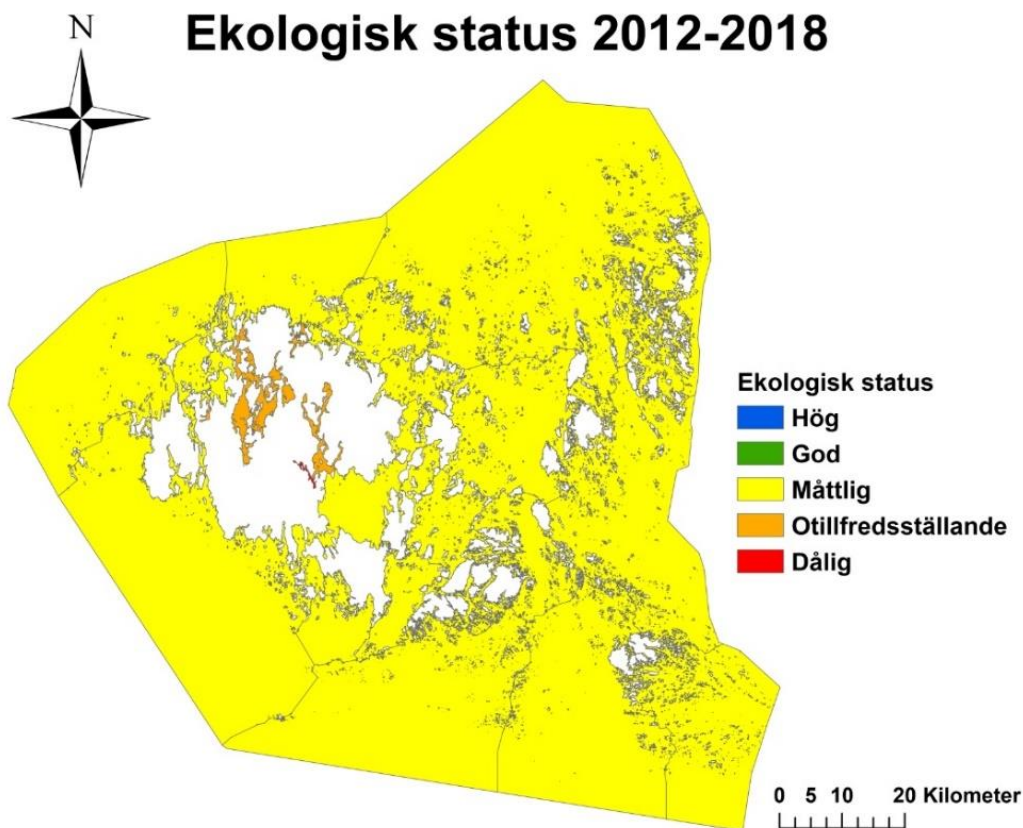 Ekologisk status 2012-2018
N
Ekologisk status
Hög
God
Måttlig
Otillfredsställande
Dålig
0 5 10 20 Kilometer